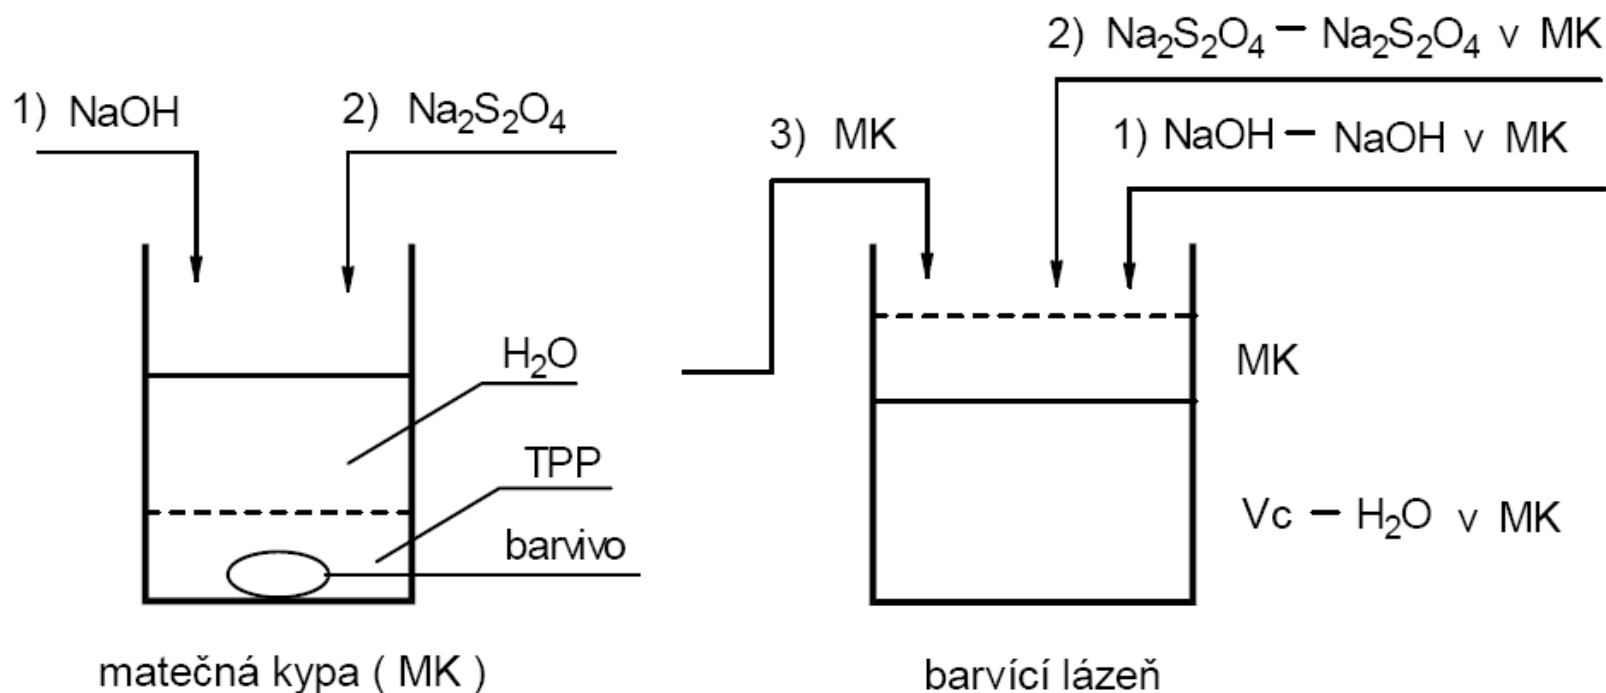 1) NaOH
2) Na₂S₂O₄
H₂O
TPP
barvivo
matečná kypa ( MK )
2) Na₂S₂O₄ – Na₂S₂O₄ v MK
1) NaOH – NaOH v MK
3) MK
MK
Vc – H₂O v MK
barvící lázeň